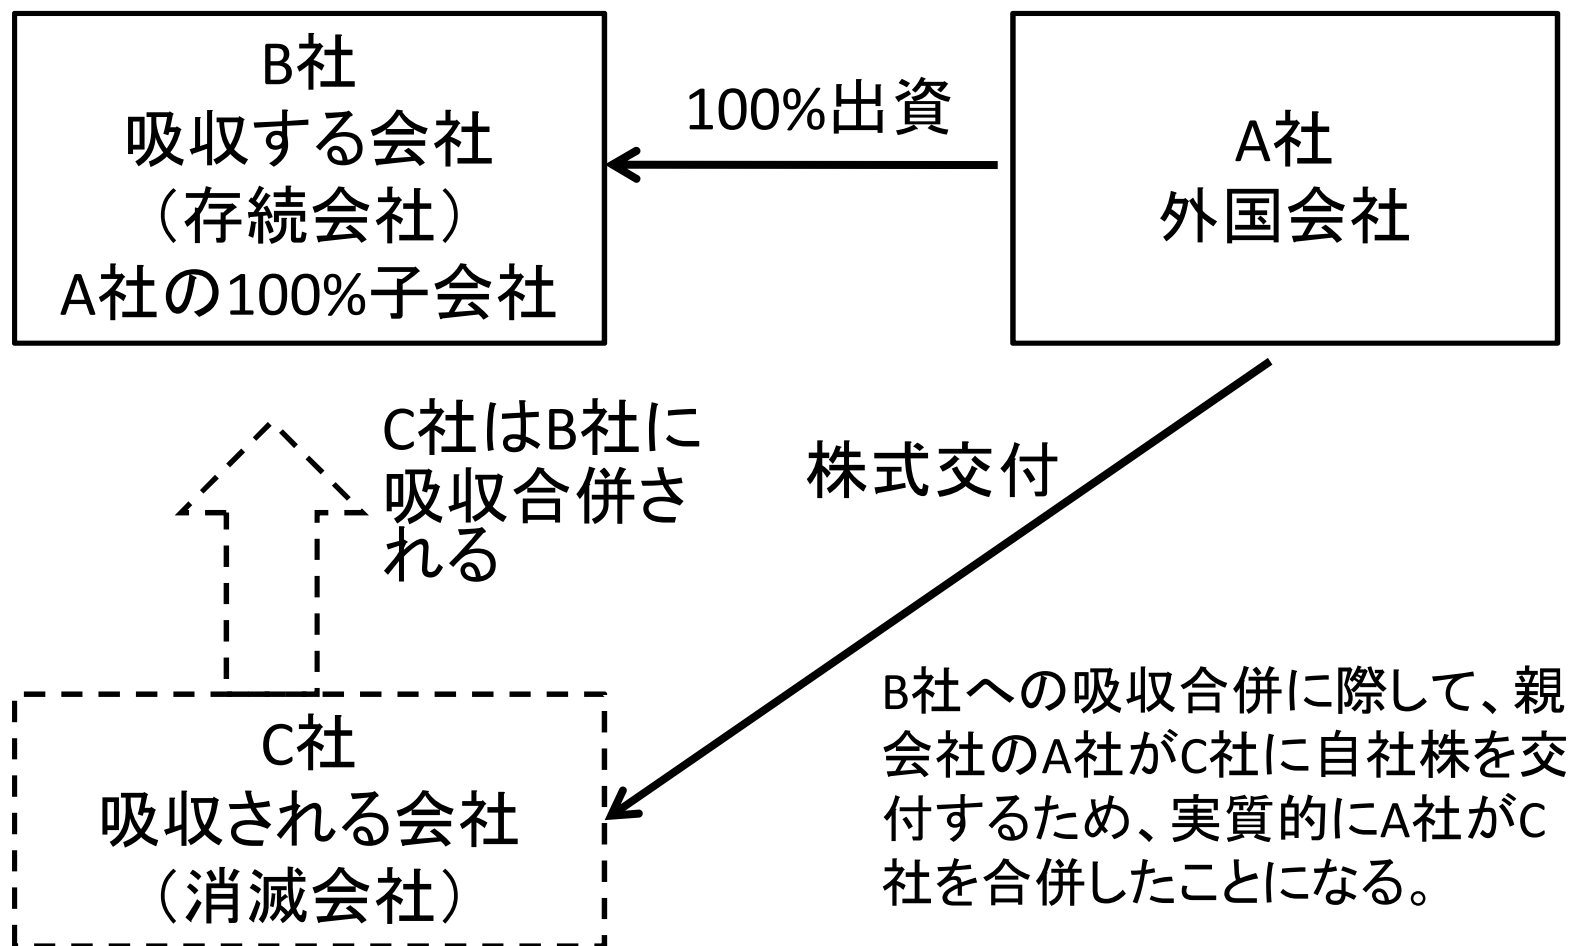 B社
吸収する会社
（存続会社）
A社の100%子会社
100%出資
A社
外国会社
C社はB社に
吸収合併さ
れる
株式交付
C社
吸収される会社
（消滅会社）
B社への吸収合併に際して、親
会社のA社がC社に自社株を交
付するため、実質的にA社がC
社を合併したことになる。